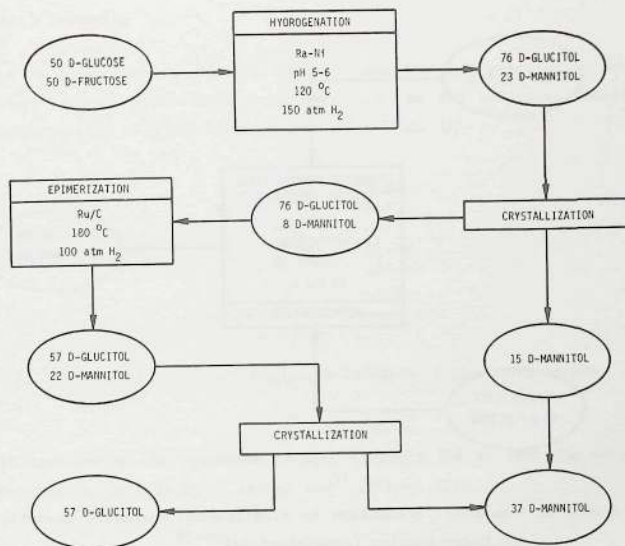 HYDROGENATION
50 D-GLUCOSE
50 D-FRUCTOSE
Ra-Ni
pH 5-6
120 °C
150 atm H2
76 D-GLUCITOL
23 D-MANNITOL
EPIMERIZATION
Ru/C
180 °C
100 atm H2
76 D-GLUCITOL
8 D-MANNITOL
CRYSTALLIZATION
57 D-GLUCITOL
22 D-MANNITOL
15 D-MANNITOL
CRYSTALLIZATION
57 D-GLUCITOL
37 D-MANNITOL